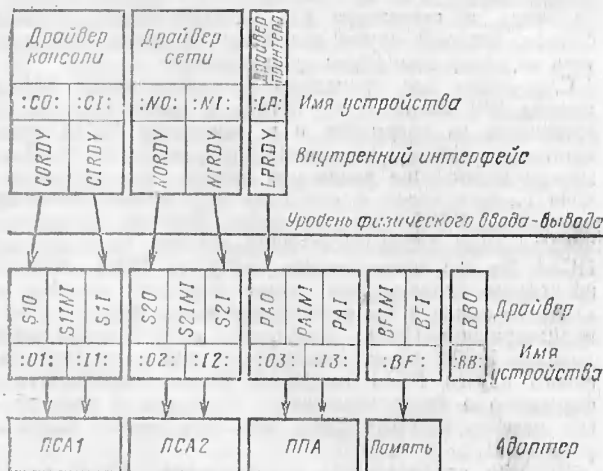 Драйвер консоли
Драйвер сети
Драйвер принтера
:CO: :CI: :NO: :NI: :LP: Имя устройства
CORDY CIRDY NORDY NIRDY LPRDY Внутренний интерфейс
Уровень физического ввода-вывода
S1O S1INI S1I S2O S2INI S2I PAO PAINI PAI BFINI BFI BBO Драйвер
:O1: :I1: :O2: :I2: :O3: :I3: :BF: :BB: Имя устройства
ПСА1 ПСА2 ППА Память Адаптер